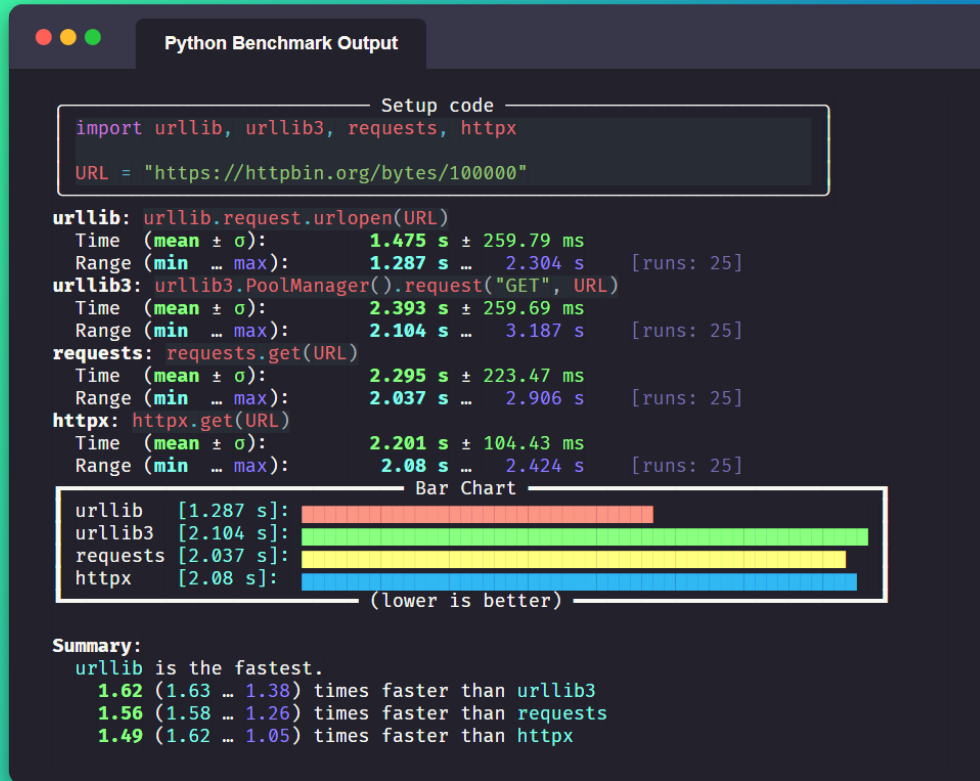 Python Benchmark Output
Setup code
import urllib, urllib3, requests, httpx
URL = "https://httpbin.org/bytes/100000"
urllib: urllib.request.urlopen(URL)
Time (mean ± σ): 1.475 s ± 259.79 ms
Range (min … max): 1.287 s … 2.304 s [runs: 25]
urllib3: urllib3.PoolManager().request("GET", URL)
Time (mean ± σ): 2.393 s ± 259.69 ms
Range (min … max): 2.104 s … 3.187 s [runs: 25]
requests: requests.get(URL)
Time (mean ± σ): 2.295 s ± 223.47 ms
Range (min … max): 2.037 s … 2.906 s [runs: 25]
httpx: httpx.get(URL)
Time (mean ± σ): 2.201 s ± 104.43 ms
Range (min … max): 2.08 s … 2.424 s [runs: 25]
Bar Chart
urllib [1.287 s]:
urllib3 [2.104 s]:
requests [2.037 s]:
httpx [2.08 s]:
(lower is better)
Summary:
urllib is the fastest.
1.62 (1.63 … 1.38) times faster than urllib3
1.56 (1.58 … 1.26) times faster than requests
1.49 (1.62 … 1.05) times faster than httpx